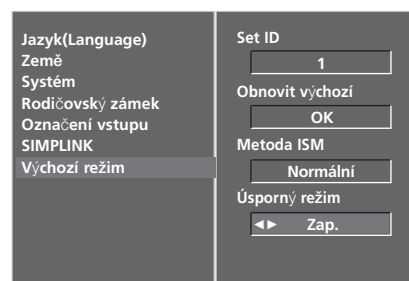 Jazyk(Language)
Země
Systém
Rodičovský zámek
Označení vstupu
SIMPLINK
Výchozí režim
Set ID
1
Obnovit výchozí
OK
Metoda ISM
Normální
Úsporný režim
◄► Zap.